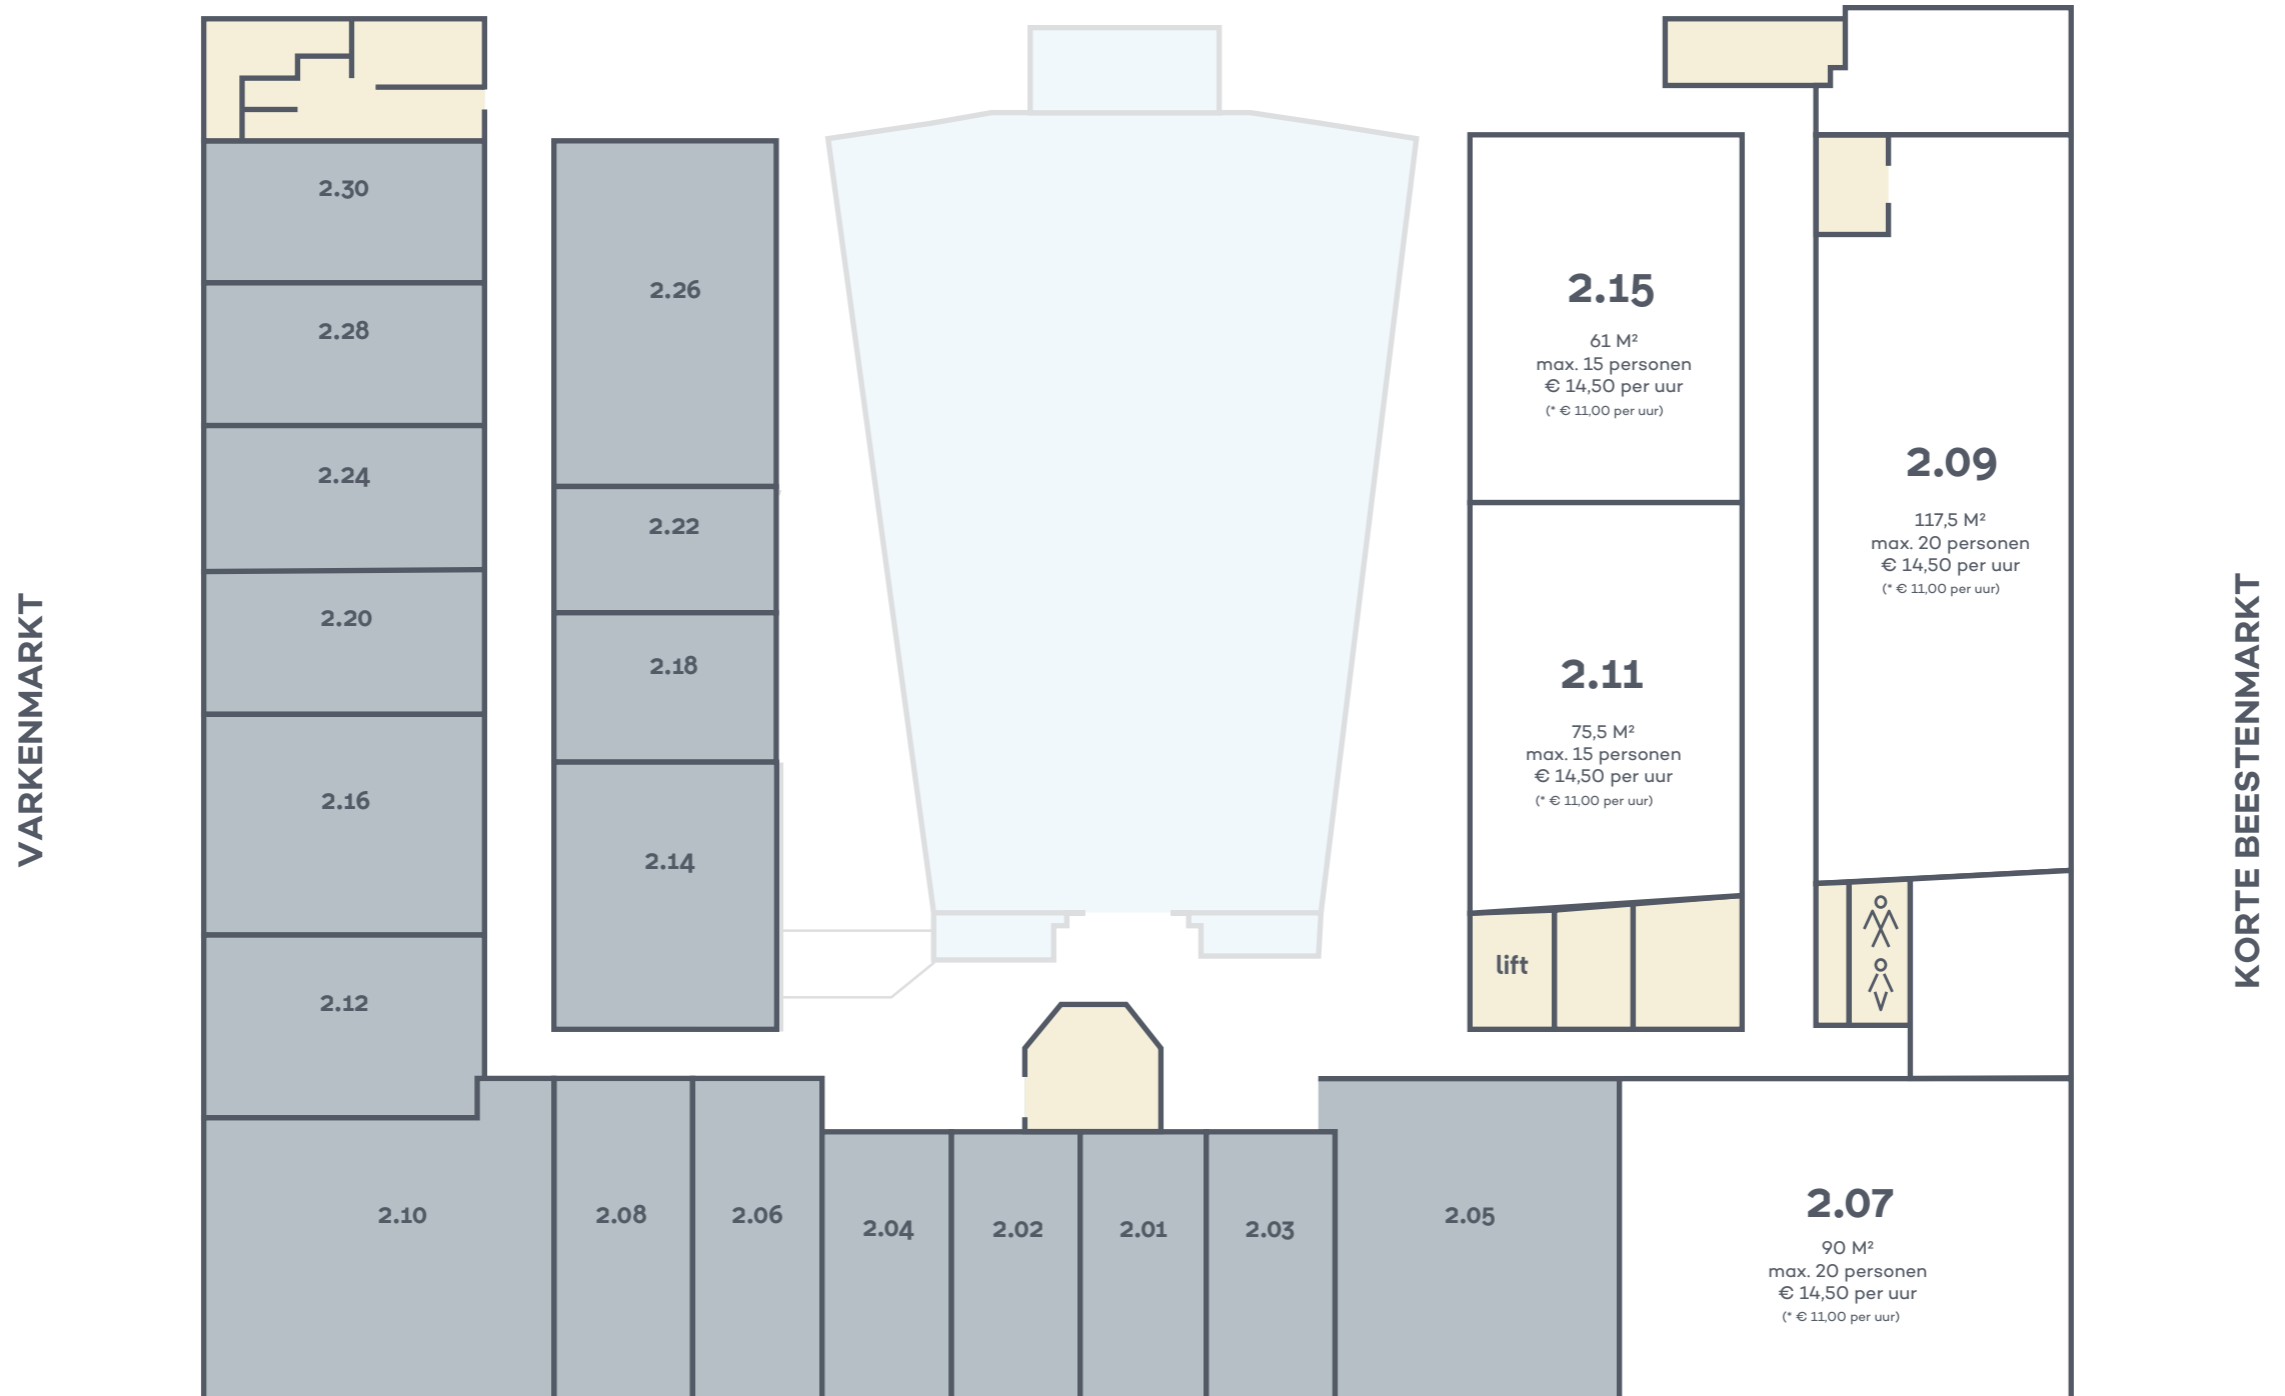 VARKENMARKT
2.30
2.28
2.24
2.20
2.16
2.12
2.26
2.22
2.18
2.14
2.15
61 M²
max. 15 personen
€ 14,50 per uur
(* € 11,00 per uur)
2.11
75,5 M²
max. 15 personen
€ 14,50 per uur
(* € 11,00 per uur)
lift
2.09
117,5 M²
max. 20 personen
€ 14,50 per uur
(* € 11,00 per uur)
KORTE BEESTENMARKT
2.10
2.08
2.06
2.04
2.02
2.01
2.03
2.05
2.07
90 M²
max. 20 personen
€ 14,50 per uur
(* € 11,00 per uur)